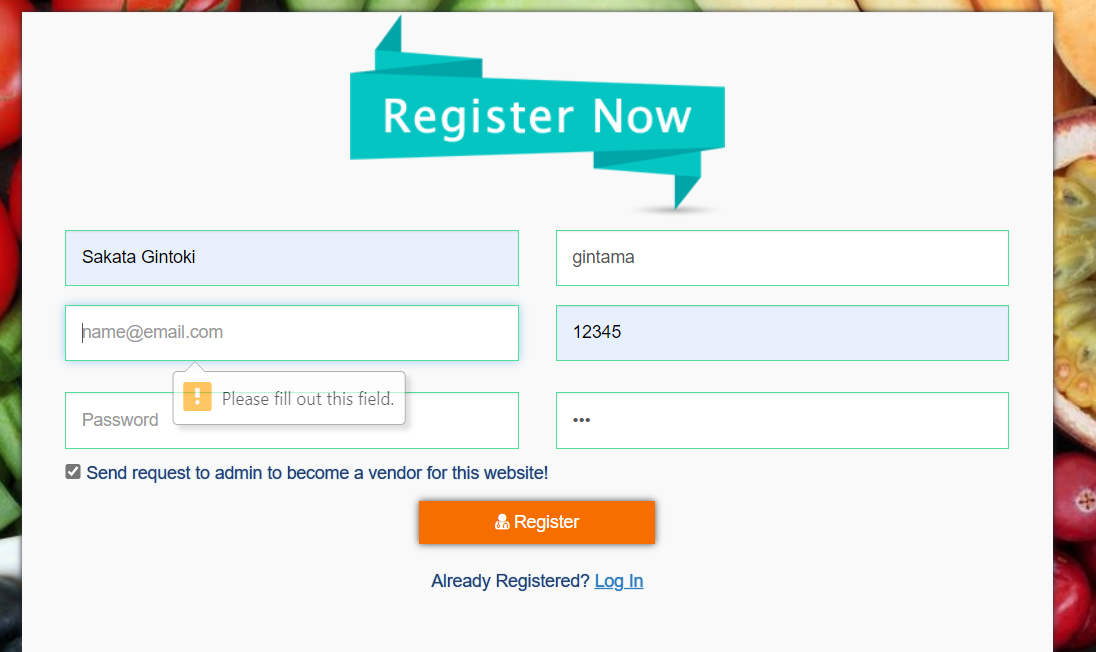 Register Now
Sakata Gintoki
gintama
name@email.com
12345
Please fill out this field.
Password
•••
Send request to admin to become a vendor for this website!
Register
Already Registered? Log In